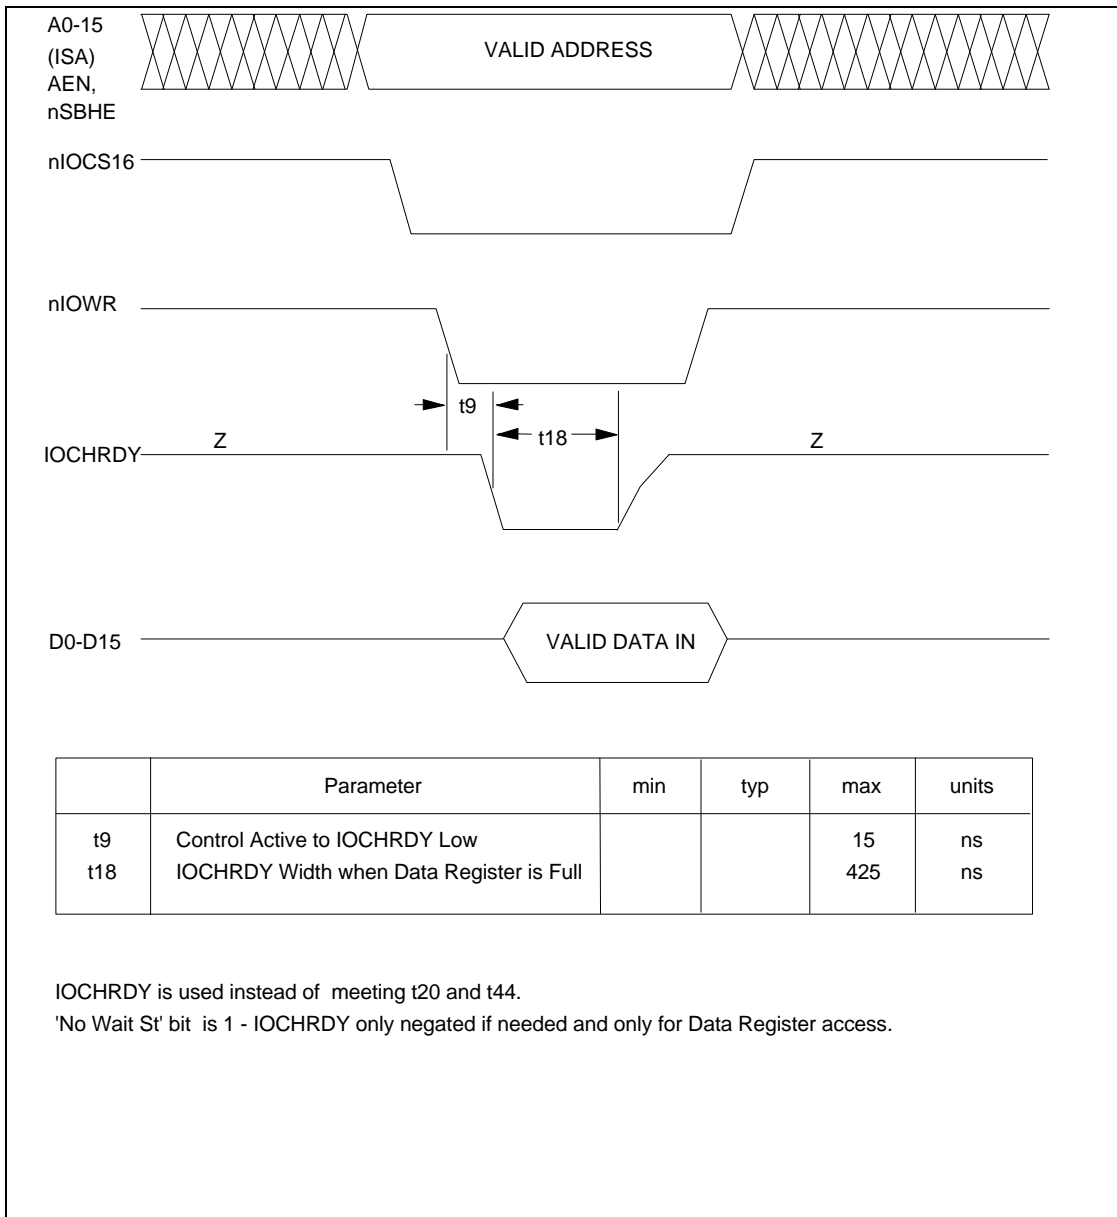 A0-15
(ISA)
AEN,
nSBHE
VALID ADDRESS
nIOCS16
nIOWR
t9
t18
Z
Z
IOCHRDY
D0-D15
VALID DATA IN
Parameter min typ max units
t9 Control Active to IOCHRDY Low 15 ns
t18 IOCHRDY Width when Data Register is Full 425 ns
IOCHRDY is used instead of meeting t20 and t44.
'No Wait St' bit is 1 - IOCHRDY only negated if needed and only for Data Register access.